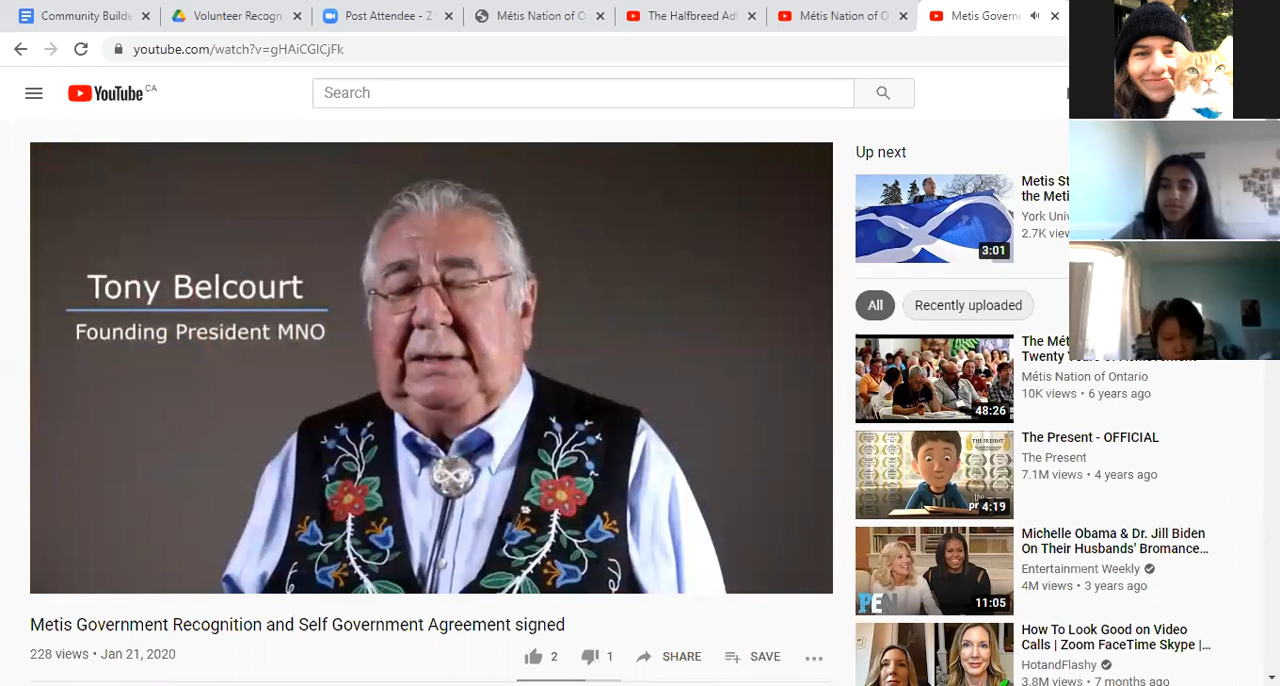 Community Builde
Volunteer Recogn
Post Attendee - Z
Métis Nation of O
The Halfbreed Ad
Métis Nation of O
Metis Governn
youtube.com/watch?v=gHAiCGlCjFk
YouTube CA
Search
Tony Belcourt
Founding President MNO
Metis Government Recognition and Self Government Agreement signed
228 views • Jan 21, 2020
2
1
SHARE
SAVE
Up next
Metis St
the Meti
York Univ
2.7K view
3:01
All
Recently uploaded
The Mét
Twenty
Métis Nation of Ontario
10K views • 6 years ago
48:26
The Present - OFFICIAL
The Present
7.1M views • 4 years ago
THE PRESENT
4:19
Michelle Obama & Dr. Jill Biden
On Their Husbands' Bromance...
Entertainment Weekly
4M views • 3 years ago
PEN
11:05
How To Look Good on Video
Calls | Zoom FaceTime Skype |...
HotandFlashy
3.8M views • 7 months ago